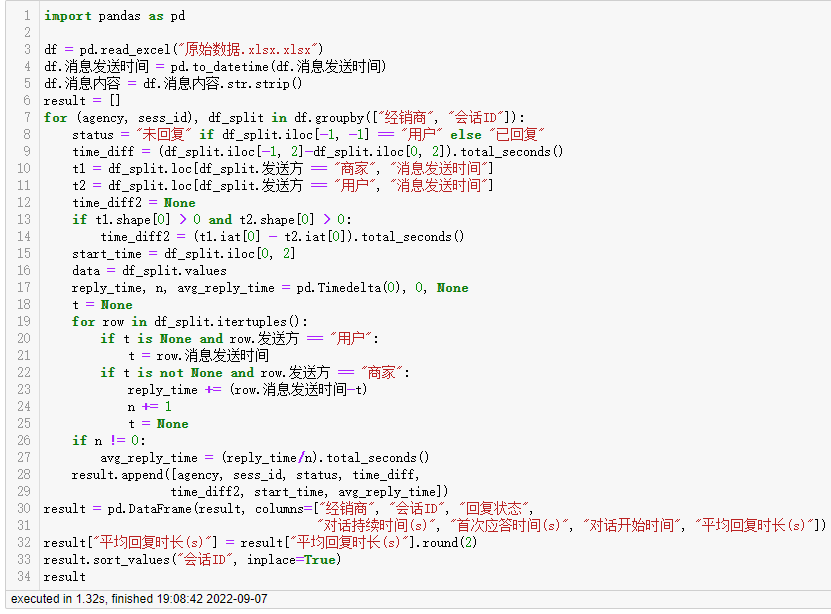 1 import pandas as pd
2
3 df = pd.read_excel("原始数据.xlsx.xlsx")
4 df.消息发送时间 = pd.to_datetime(df.消息发送时间)
5 df.消息内容 = df.消息内容.str.strip()
6 result = []
7 for (agency, sess_id), df_split in df.groupby(["经销商", "会话ID"]):
8     status = "未回复" if df_split.iloc[-1, -1] == "用户" else "已回复"
9     time_diff = (df_split.iloc[-1, 2]-df_split.iloc[0, 2]).total_seconds()
10     t1 = df_split.loc[df_split.发送方 == "商家", "消息发送时间"]
11     t2 = df_split.loc[df_split.发送方 == "用户", "消息发送时间"]
12     time_diff2 = None
13     if t1.shape[0] > 0 and t2.shape[0] > 0:
14         time_diff2 = (t1.iat[0] - t2.iat[0]).total_seconds()
15     start_time = df_split.iloc[0, 2]
16     data = df_split.values
17     reply_time, n, avg_reply_time = pd.Timedelta(0), 0, None
18     t = None
19     for row in df_split.itertuples():
20         if t is None and row.发送方 == "用户":
21             t = row.消息发送时间
22         if t is not None and row.发送方 == "商家":
23             reply_time += (row.消息发送时间-t)
24             n += 1
25             t = None
26     if n != 0:
27         avg_reply_time = (reply_time/n).total_seconds()
28     result.append([agency, sess_id, status, time_diff,
29                    time_diff2, start_time, avg_reply_time])
30 result = pd.DataFrame(result, columns=["经销商", "会话ID", "回复状态",
31                                        "对话持续时间(s)", "首次应答时间(s)", "对话开始时间", "平均回复时长(s)"])
32 result["平均回复时长(s)"] = result["平均回复时长(s)"].round(2)
33 result.sort_values("会话ID", inplace=True)
34 result
executed in 1.32s, finished 19:08:42 2022-09-07